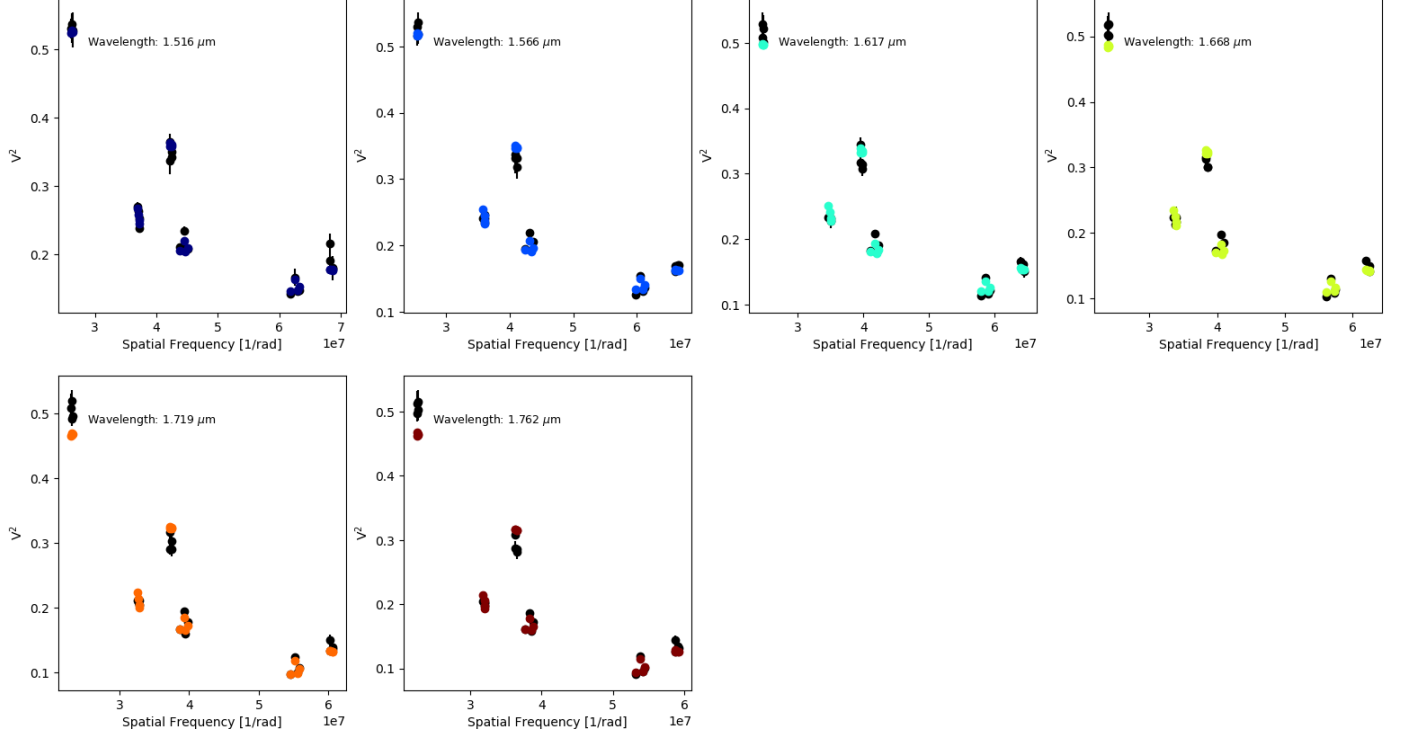 0.5
0.4
0.3
0.2
V²
Wavelength: 1.516 μm
3 4 5 6 7
Spatial Frequency [1/rad] 1e7
0.5
0.4
0.3
0.2
0.1
V²
Wavelength: 1.566 μm
3 4 5 6
Spatial Frequency [1/rad] 1e7
0.5
0.4
0.3
0.2
0.1
V²
Wavelength: 1.617 μm
3 4 5 6
Spatial Frequency [1/rad] 1e7
0.5
0.4
0.3
0.2
0.1
V²
Wavelength: 1.668 μm
3 4 5 6
Spatial Frequency [1/rad] 1e7
0.5
0.4
0.3
0.2
0.1
V²
Wavelength: 1.719 μm
3 4 5 6
Spatial Frequency [1/rad] 1e7
0.5
0.4
0.3
0.2
0.1
V²
Wavelength: 1.762 μm
3 4 5 6
Spatial Frequency [1/rad] 1e7